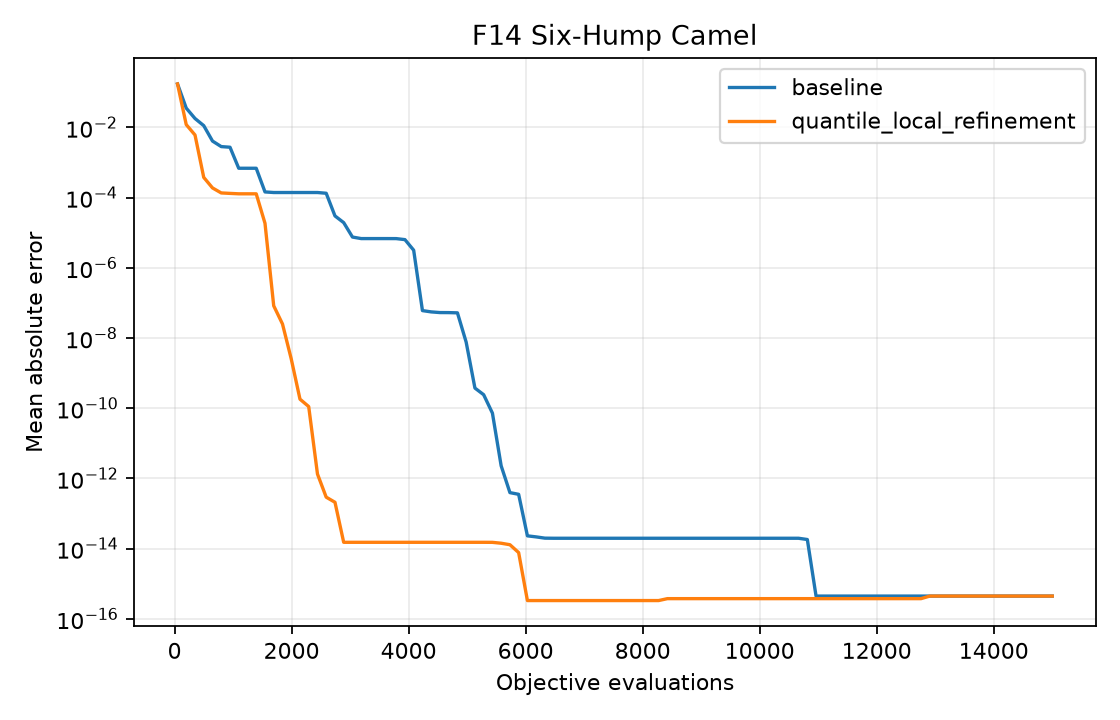 F14 Six-Hump Camel
baseline
quantile_local_refinement
Mean absolute error
10⁻²
10⁻⁴
10⁻⁶
10⁻⁸
10⁻¹⁰
10⁻¹²
10⁻¹⁴
10⁻¹⁶
0 2000 4000 6000 8000 10000 12000 14000
Objective evaluations